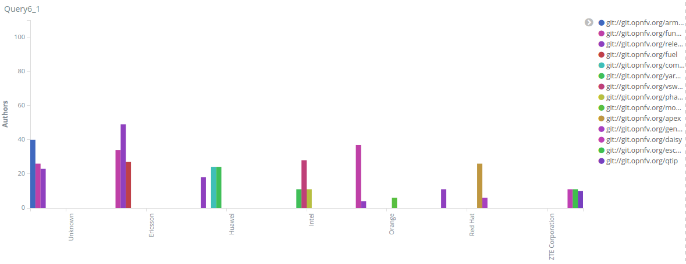 Query6_1
100
80
60
40
20
0
Authors
Unknown
Ericsson
Huawei
Intel
Orange
Red Hat
ZTE Corporation
git://git.opnfv.org/arm...
git://git.opnfv.org/fun...
git://git.opnfv.org/rele...
git://git.opnfv.org/fuel
git://git.opnfv.org/com...
git://git.opnfv.org/yar...
git://git.opnfv.org/vsw...
git://git.opnfv.org/pha...
git://git.opnfv.org/mo...
git://git.opnfv.org/apex
git://git.opnfv.org/gen...
git://git.opnfv.org/daisy
git://git.opnfv.org/esc...
git://git.opnfv.org/qtip